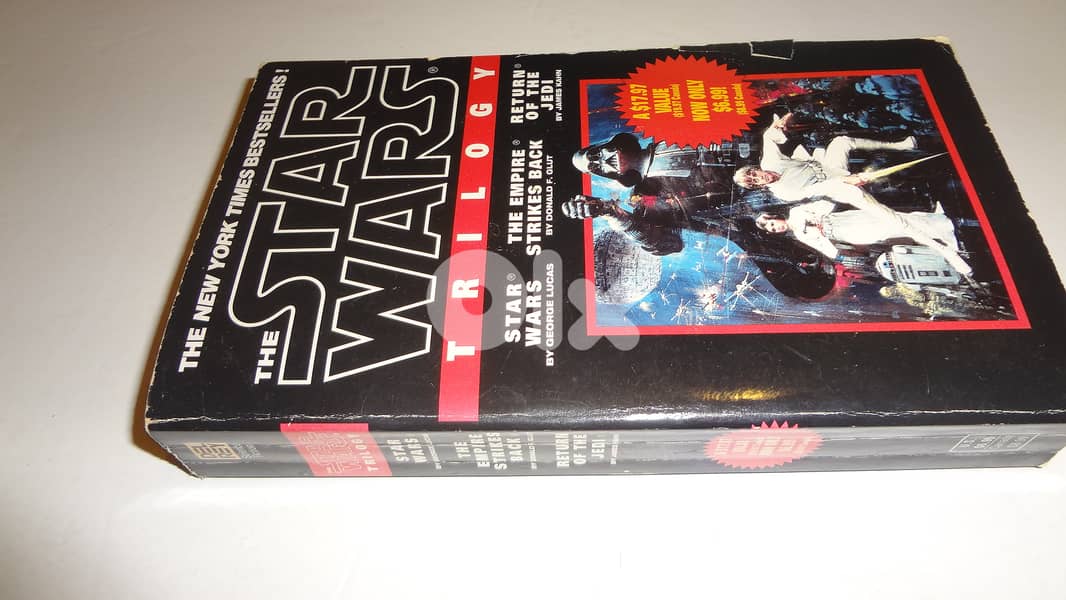 THE NEW YORK TIMES BESTSELLERS!
THE
STAR
WARS®
TRILOGY
STAR®
WARS
BY GEORGE LUCAS
THE EMPIRE®
STRIKES BACK
BY DONALD F. GLUT
RETURN®
OF THE
JEDI
BY JAMES KAHN
A $17.97
VALUE
NOW ONLY
$6.99!
olx
TRILOGY
STAR
WARS
THE
EMPIRE
STRIKES
BACK
RETURN
OF THE
JEDI